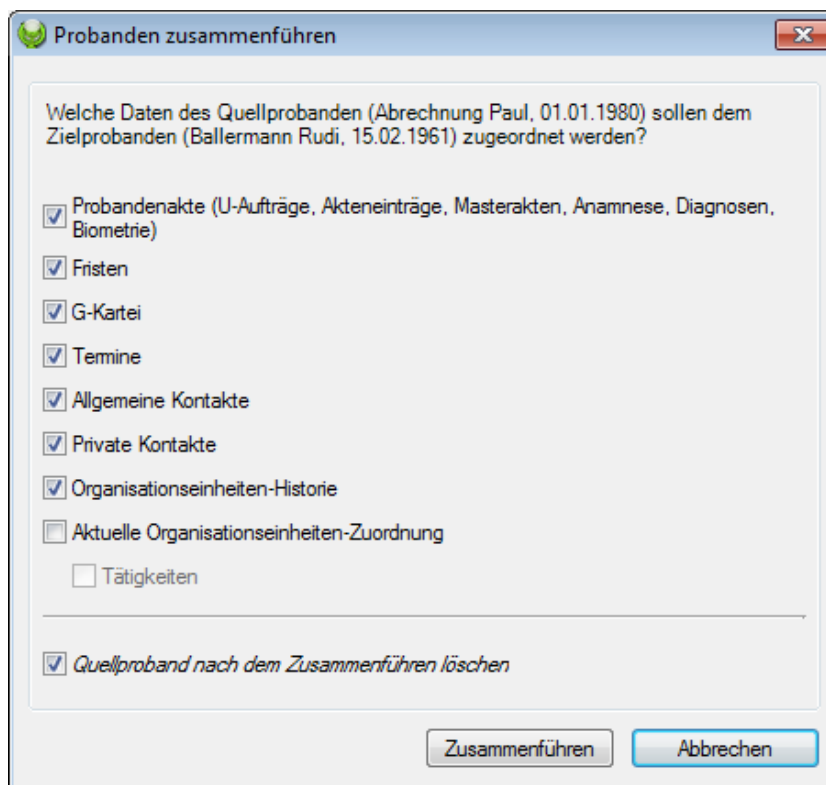 Probanden zusammenführen
Welche Daten des Quellprobanden (Abrechnung Paul, 01.01.1980) sollen dem
Zielprobanden (Ballermann Rudi, 15.02.1961) zugeordnet werden?
Probandenakte (U-Aufträge, Akteneinträge, Masterakten, Anamnese, Diagnosen,
Biometrie)
Fristen
G-Kartei
Termine
Allgemeine Kontakte
Private Kontakte
Organisationseinheiten-Historie
Aktuelle Organisationseinheiten-Zuordnung
Tätigkeiten
Quellproband nach dem Zusammenführen löschen
Zusammenführen Abbrechen